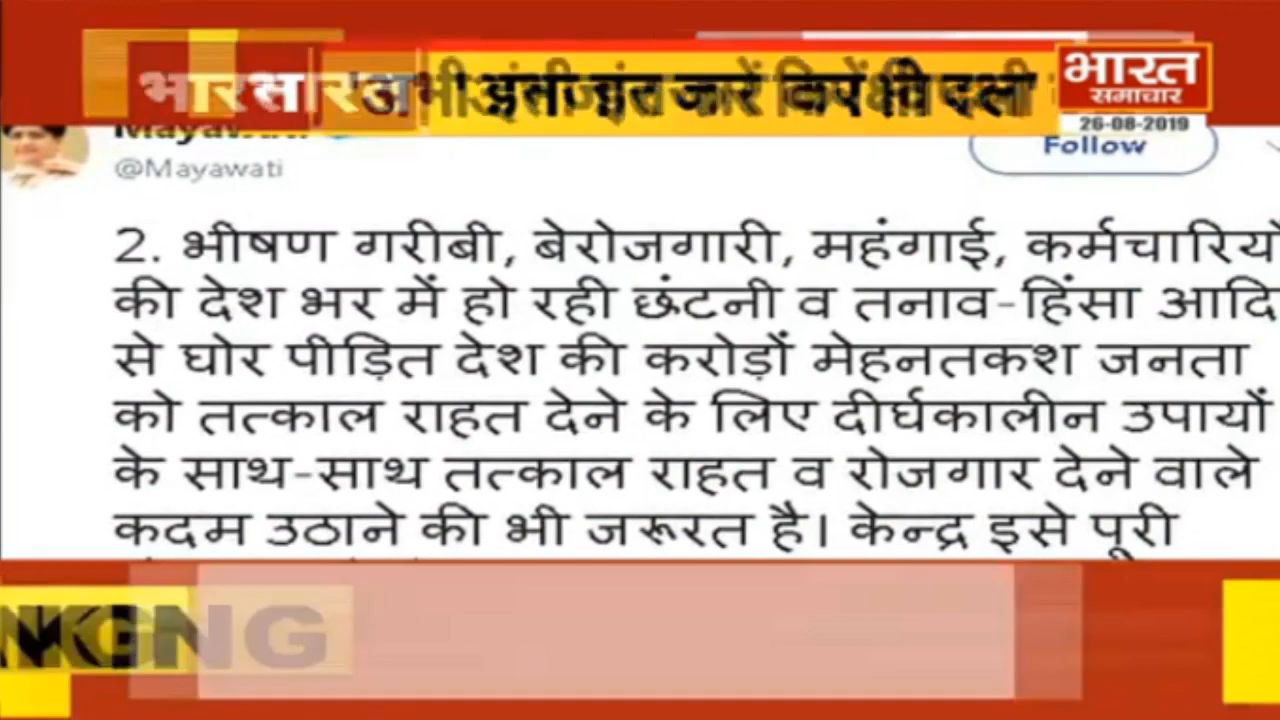 भारत
समाचार
26-08-2019
Mayawati
@Mayawati
Follow
2. भीषण गरीबी, बेरोजगारी, महंगाई, कर्मचारियों
की देश भर में हो रही छंटनी व तनाव-हिंसा आदि
से घोर पीड़ित देश की करोड़ों मेहनतकश जनता
को तत्काल राहत देने के लिए दीर्घकालीन उपायों
के साथ-साथ तत्काल राहत व रोजगार देने वाले
कदम उठाने की भी जरूरत है। केन्द्र इसे पूरी